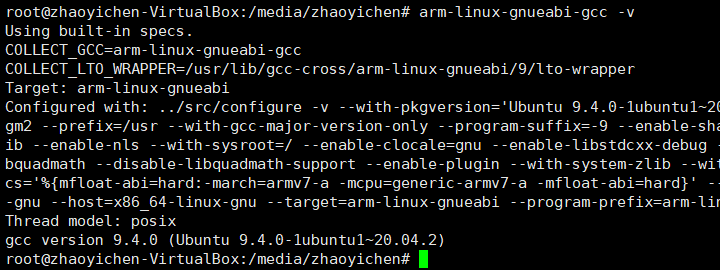 root@zhaoyichen-VirtualBox:/media/zhaoyichen# arm-linux-gnueabi-gcc -v
Using built-in specs.
COLLECT_GCC=arm-linux-gnueabi-gcc
COLLECT_LTO_WRAPPER=/usr/lib/gcc-cross/arm-linux-gnueabi/9/lto-wrapper
Target: arm-linux-gnueabi
Configured with: ../src/configure -v --with-pkgversion='Ubuntu 9.4.0-1ubuntu1~20
gm2 --prefix=/usr --with-gcc-major-version-only --program-suffix=-9 --enable-sha
ib --enable-nls --with-sysroot=/ --enable-clocale=gnu --enable-libstdcxx-debug -
bquadmath --disable-libquadmath-support --enable-plugin --with-system-zlib --wit
cs='%{mfloat-abi=hard:-march=armv7-a -mcpu=generic-armv7-a -mfloat-abi=hard}' --
-gnu --host=x86_64-linux-gnu --target=arm-linux-gnueabi --program-prefix=arm-lin
Thread model: posix
gcc version 9.4.0 (Ubuntu 9.4.0-1ubuntu1~20.04.2)
root@zhaoyichen-VirtualBox:/media/zhaoyichen#